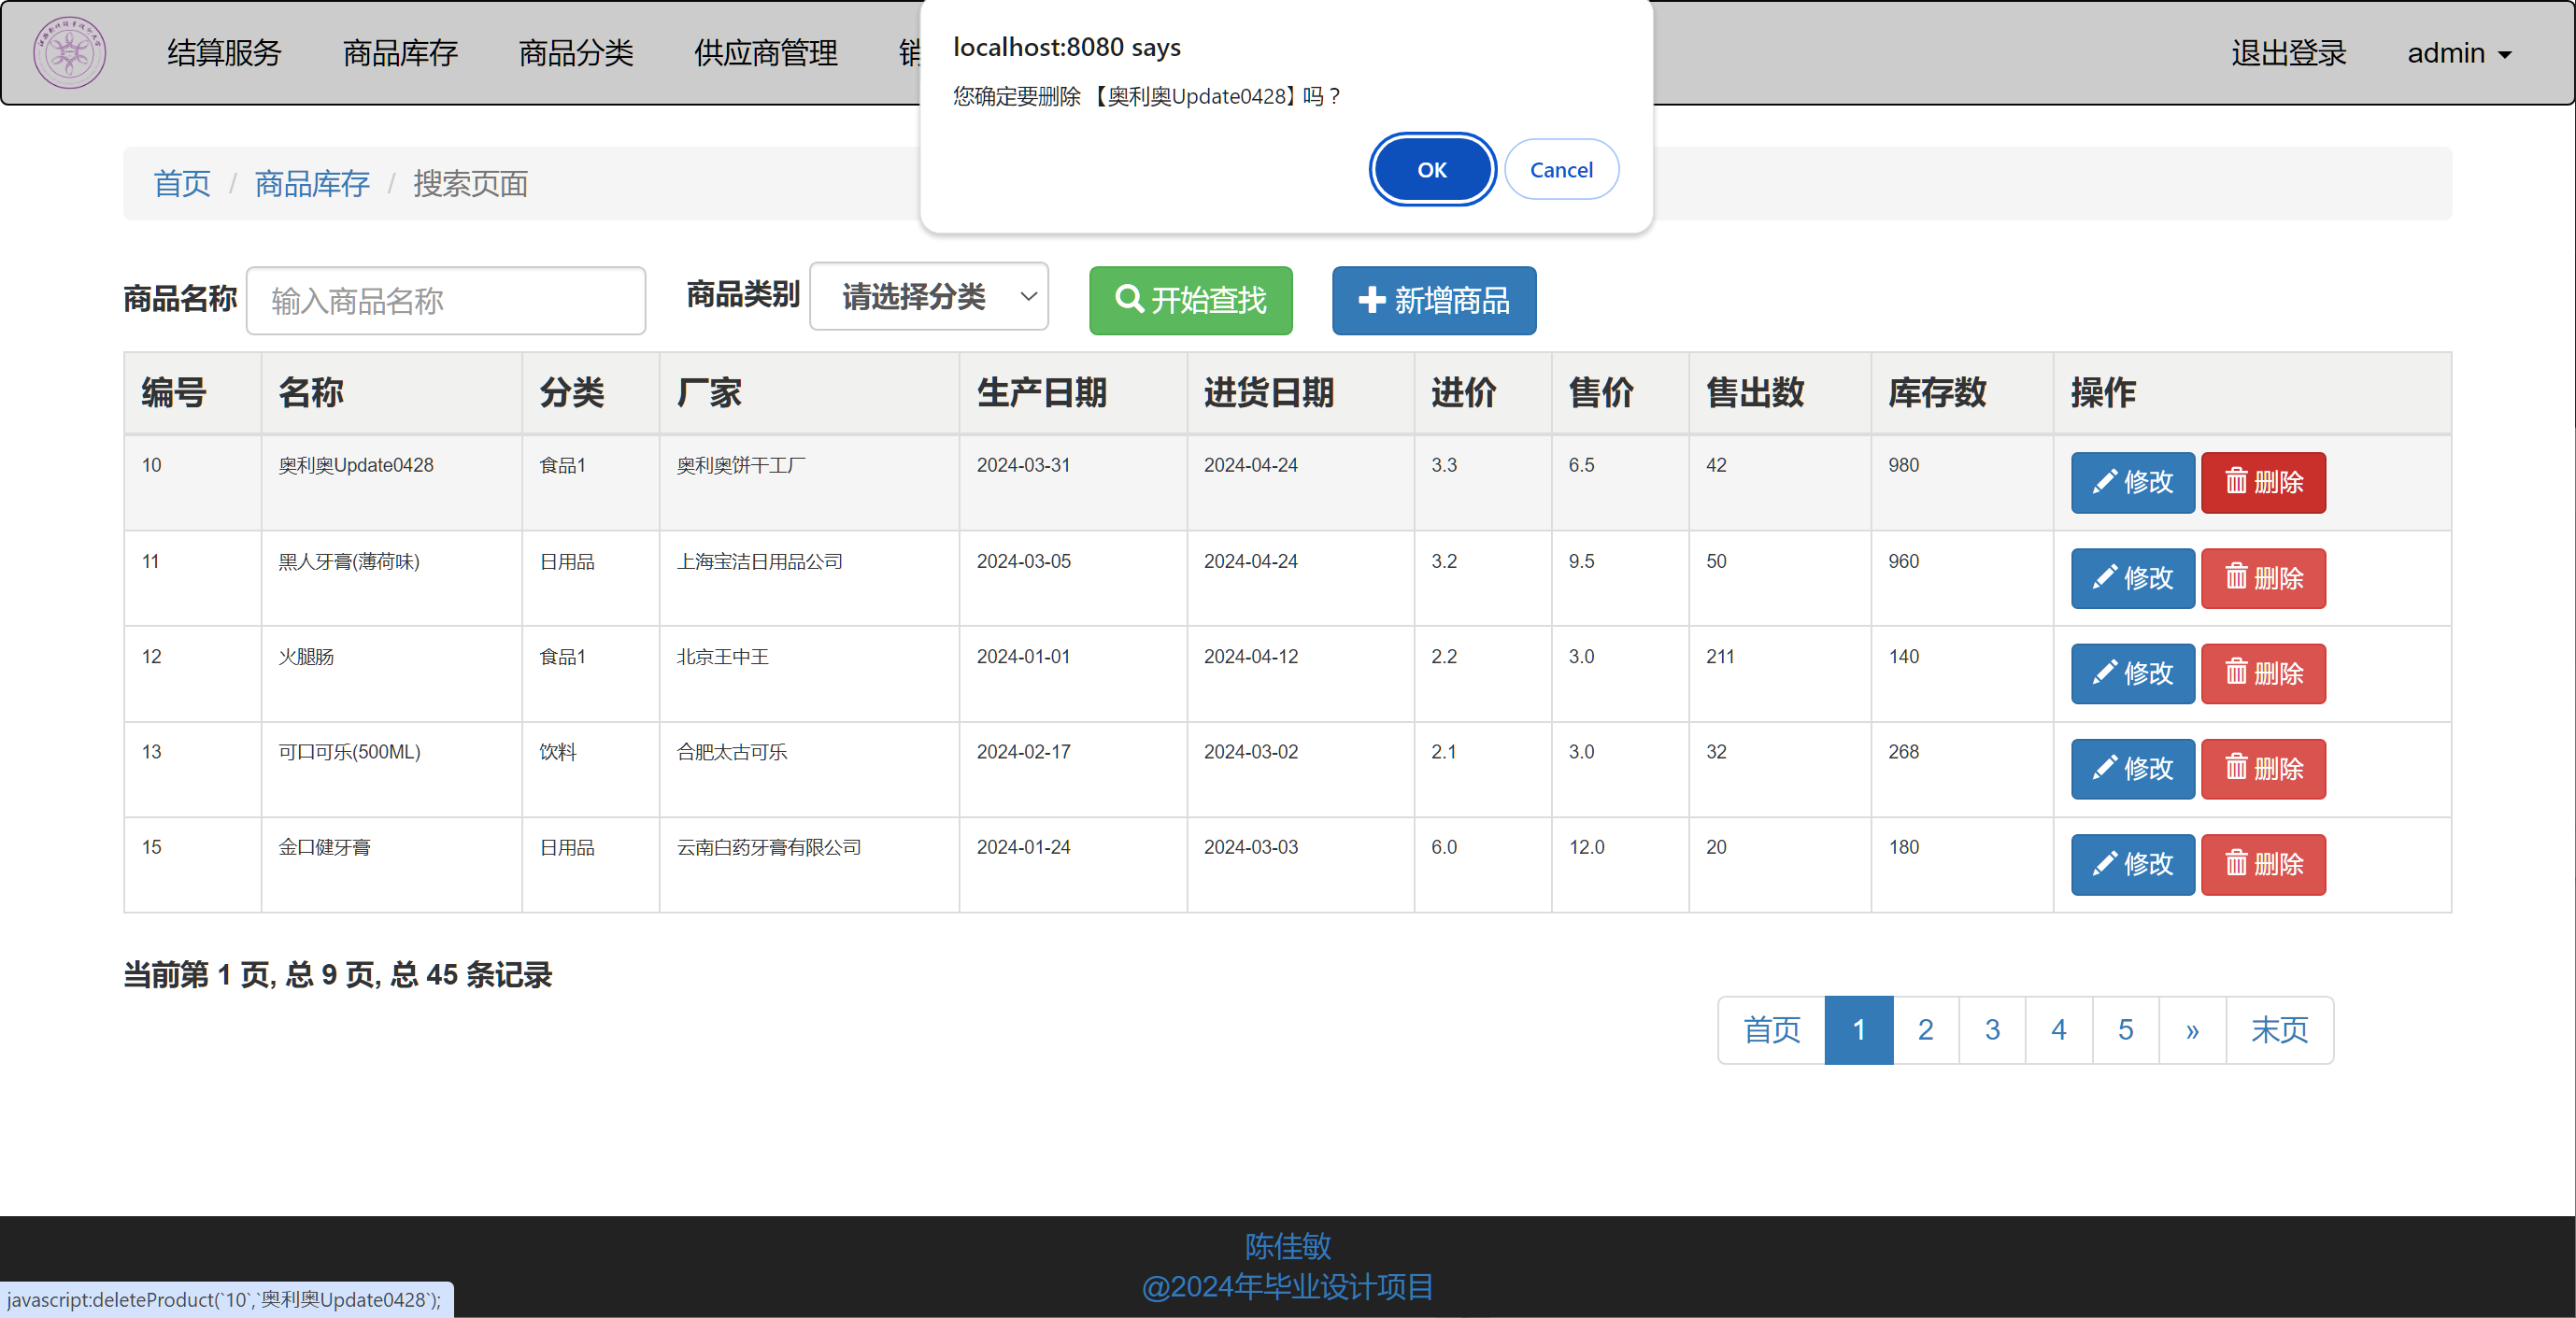 结算服务 商品库存 商品分类 供应商管理 销 退出登录 admin
localhost:8080 says
您确定要删除 【奥利奥Update0428】 吗？
OK Cancel
首页 / 商品库存 / 搜索页面
商品名称 输入商品名称 商品类别 请选择分类 开始查找 新增商品
编号 名称 分类 厂家 生产日期 进货日期 进价 售价 售出数 库存数 操作
10 奥利奥Update0428 食品1 奥利奥饼干工厂 2024-03-31 2024-04-24 3.3 6.5 42 980 修改 删除
11 黑人牙膏(薄荷味) 日用品 上海宝洁日用品公司 2024-03-05 2024-04-24 3.2 9.5 50 960 修改 删除
12 火腿肠 食品1 北京王中王 2024-01-01 2024-04-12 2.2 3.0 211 140 修改 删除
13 可口可乐(500ML) 饮料 合肥太古可乐 2024-02-17 2024-03-02 2.1 3.0 32 268 修改 删除
15 金口健牙膏 日用品 云南白药牙膏有限公司 2024-01-24 2024-03-03 6.0 12.0 20 180 修改 删除
当前第 1 页, 总 9 页, 总 45 条记录
首页 1 2 3 4 5 » 末页
陈佳敏
@2024年毕业设计项目
javascript:deleteProduct(`10`,`奥利奥Update0428`);